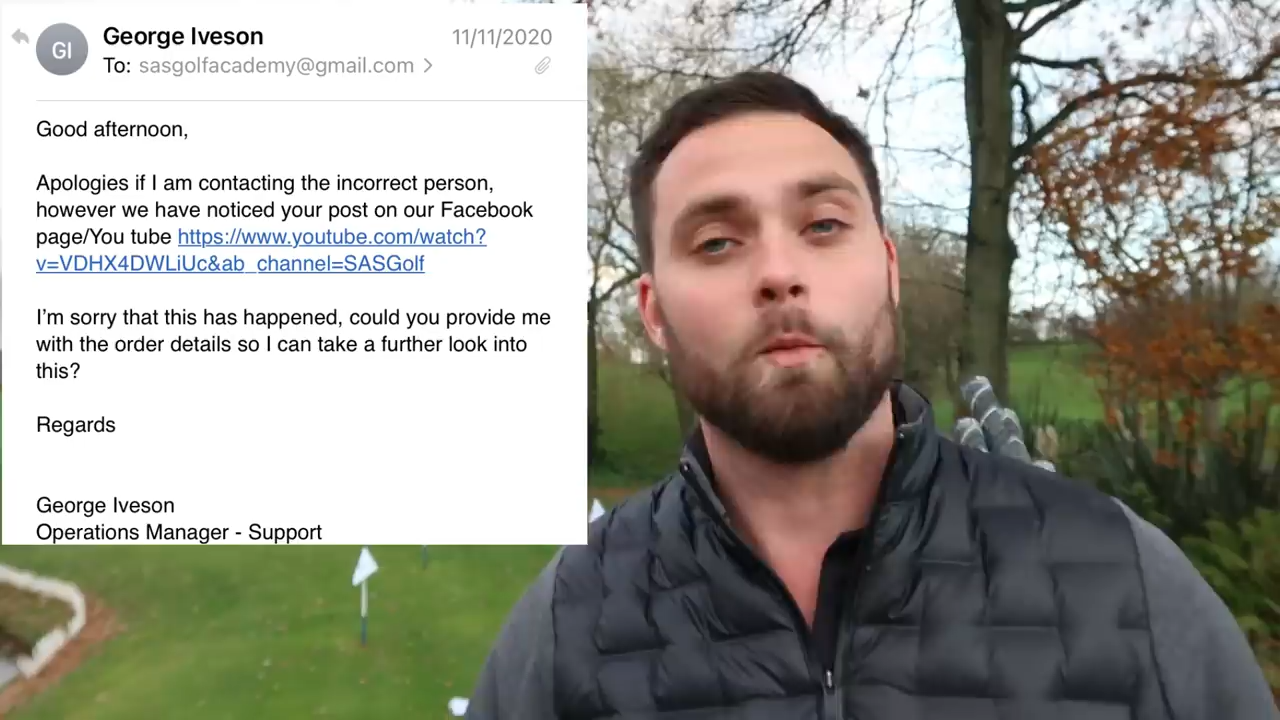 George Iveson
11/11/2020
GI
To: sasgolfacademy@gmail.com
Good afternoon,
Apologies if I am contacting the incorrect person,
however we have noticed your post on our Facebook
page/You tube https://www.youtube.com/watch?
v=VDHX4DWLiUc&ab_channel=SASGolf
I'm sorry that this has happened, could you provide me
with the order details so I can take a further look into
this?
Regards
George Iveson
Operations Manager - Support